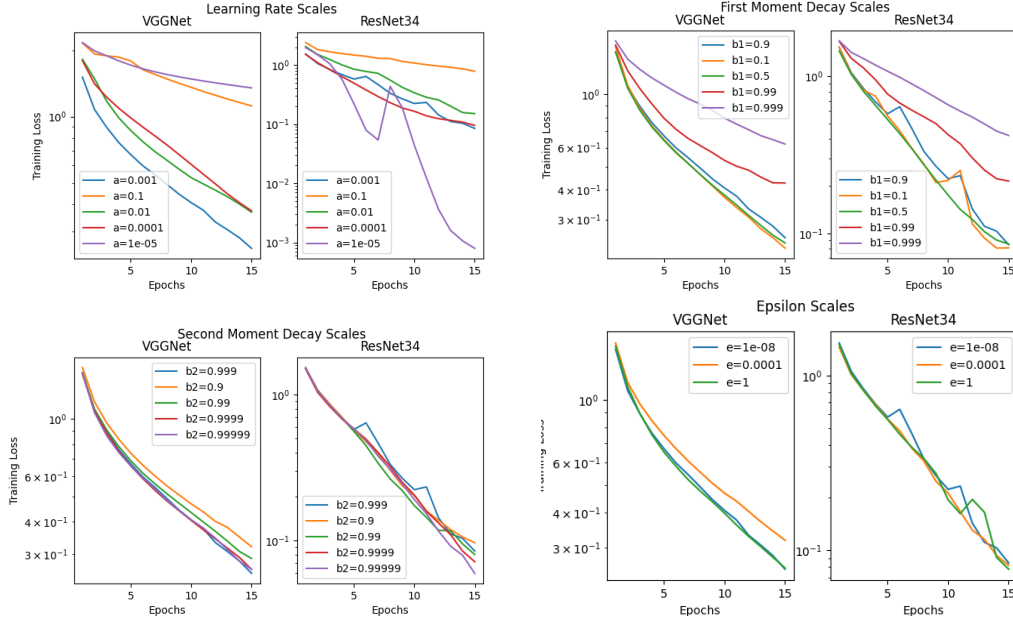 Learning Rate Scales
VGGNet
ResNet34
Training Loss
10⁰
10⁰
10⁻¹
10⁻²
10⁻³
a=0.001
a=0.1
a=0.01
a=0.0001
a=1e-05
a=0.001
a=0.1
a=0.01
a=0.0001
a=1e-05
5 10 15
5 10 15
Epochs
Epochs
First Moment Decay Scales
VGGNet
ResNet34
Training Loss
10⁰
6 × 10⁻¹
4 × 10⁻¹
3 × 10⁻¹
10⁰
10⁻¹
b1=0.9
b1=0.1
b1=0.5
b1=0.99
b1=0.999
b1=0.9
b1=0.1
b1=0.5
b1=0.99
b1=0.999
5 10 15
5 10 15
Epochs
Epochs
Second Moment Decay Scales
VGGNet
ResNet34
Training Loss
10⁰
6 × 10⁻¹
4 × 10⁻¹
3 × 10⁻¹
10⁰
10⁻¹
b2=0.999
b2=0.9
b2=0.99
b2=0.9999
b2=0.99999
b2=0.999
b2=0.9
b2=0.99
b2=0.9999
b2=0.99999
5 10 15
5 10 15
Epochs
Epochs
Epsilon Scales
VGGNet
ResNet34
Training Loss
10⁰
6 × 10⁻¹
4 × 10⁻¹
3 × 10⁻¹
10⁰
10⁻¹
e=1e-08
e=0.0001
e=1
e=1e-08
e=0.0001
e=1
5 10 15
5 10 15
Epochs
Epochs